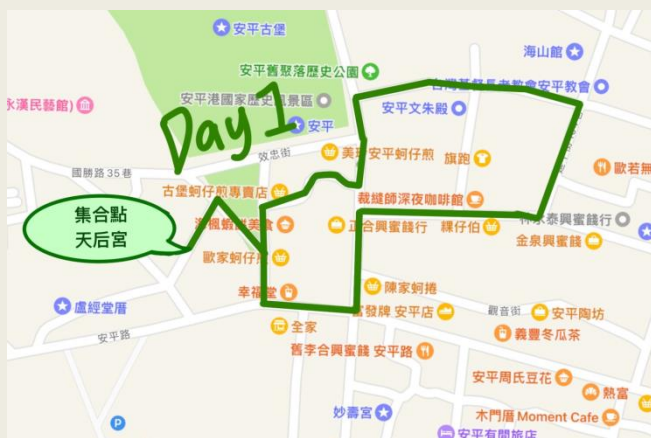 安平古堡
海山館
安平舊聚落歷史公園
台灣基督長老教會安平教會
永漢民藝館)
安平港國家歷史風景區
安平文朱殿
Day1
安平
效忠街
安平蚵仔煎
旗跑
歐若無
國勝路35巷
古堡蚵仔煎專賣店
裁縫師深夜咖啡館
集合點
天后宮
正合興蜜餞行
粿仔伯
林永泰興蜜餞行
金泉興蜜餞
歐家蚵仔煎
幸福堂
陳家蚵捲
盧經堂厝
富發牌 安平店
觀音街
安平陶坊
安平路
全家
義豐冬瓜茶
舊李合興蜜餞 安平路
安平周氏豆花
熱富
妙壽宮
木門厝 Moment Cafe
P
安平有間旅店